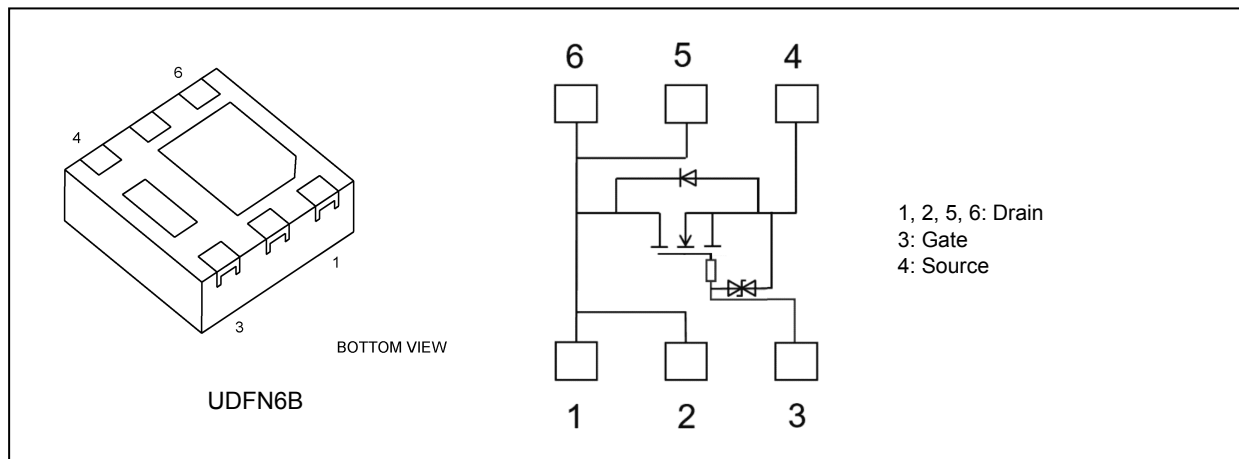 6
4
1
3
BOTTOM VIEW
UDFN6B
6 5 4
1 2 3
1, 2, 5, 6: Drain
3: Gate
4: Source